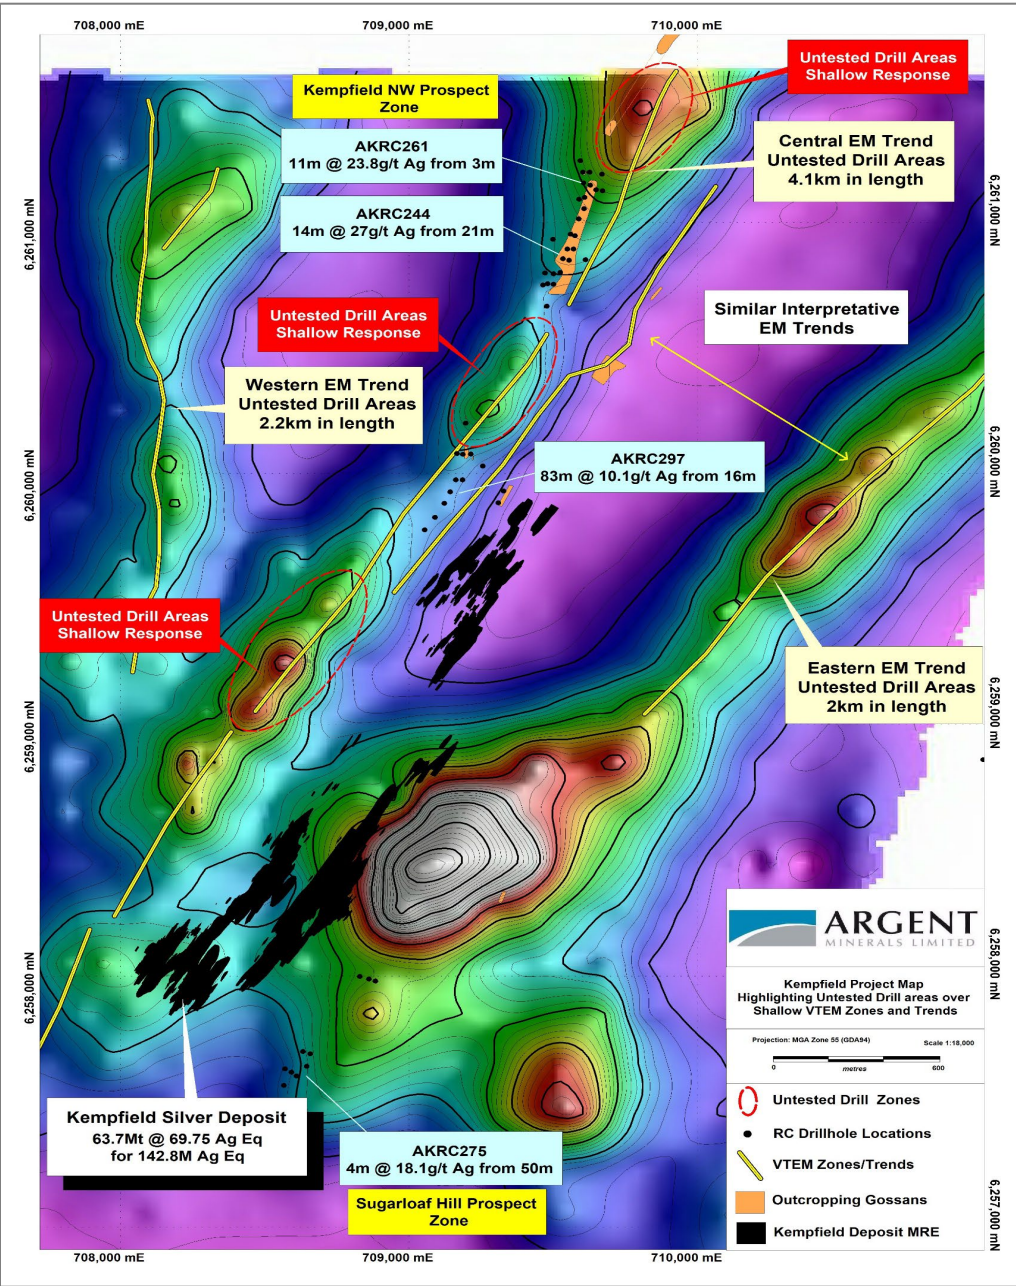 708,000 mE
709,000 mE
710,000 mE
Untested Drill Areas
Shallow Response
Kempfield NW Prospect
Zone
AKRC261
11m @ 23.8g/t Ag from 3m
Central EM Trend
Untested Drill Areas
4.1km in length
AKRC244
14m @ 27g/t Ag from 21m
6,261,000 mN
6,261,000 mN
Untested Drill Areas
Shallow Response
Similar Interpretative
EM Trends
Western EM Trend
Untested Drill Areas
2.2km in length
AKRC297
83m @ 10.1g/t Ag from 16m
6,260,000 mN
6,260,000 mN
Untested Drill Areas
Shallow Response
Eastern EM Trend
Untested Drill Areas
2km in length
6,259,000 mN
6,259,000 mN
ARGENT
MINERALS LIMITED
6,258,000 mN
6,258,000 mN
Kempfield Project Map
Highlighting Untested Drill areas over
Shallow VTEM Zones and Trends
Projection: MGA Zone 55 (GDA94)
Scale 1:18,000
0
metres
600
Untested Drill Zones
RC Drillhole Locations
VTEM Zones/Trends
Outcropping Gossans
Kempfield Deposit MRE
Kempfield Silver Deposit
63.7Mt @ 69.75 Ag Eq
for 142.8M Ag Eq
AKRC275
4m @ 18.1g/t Ag from 50m
Sugarloaf Hill Prospect
Zone
6,257,000 mN
708,000 mE
709,000 mE
710,000 mE